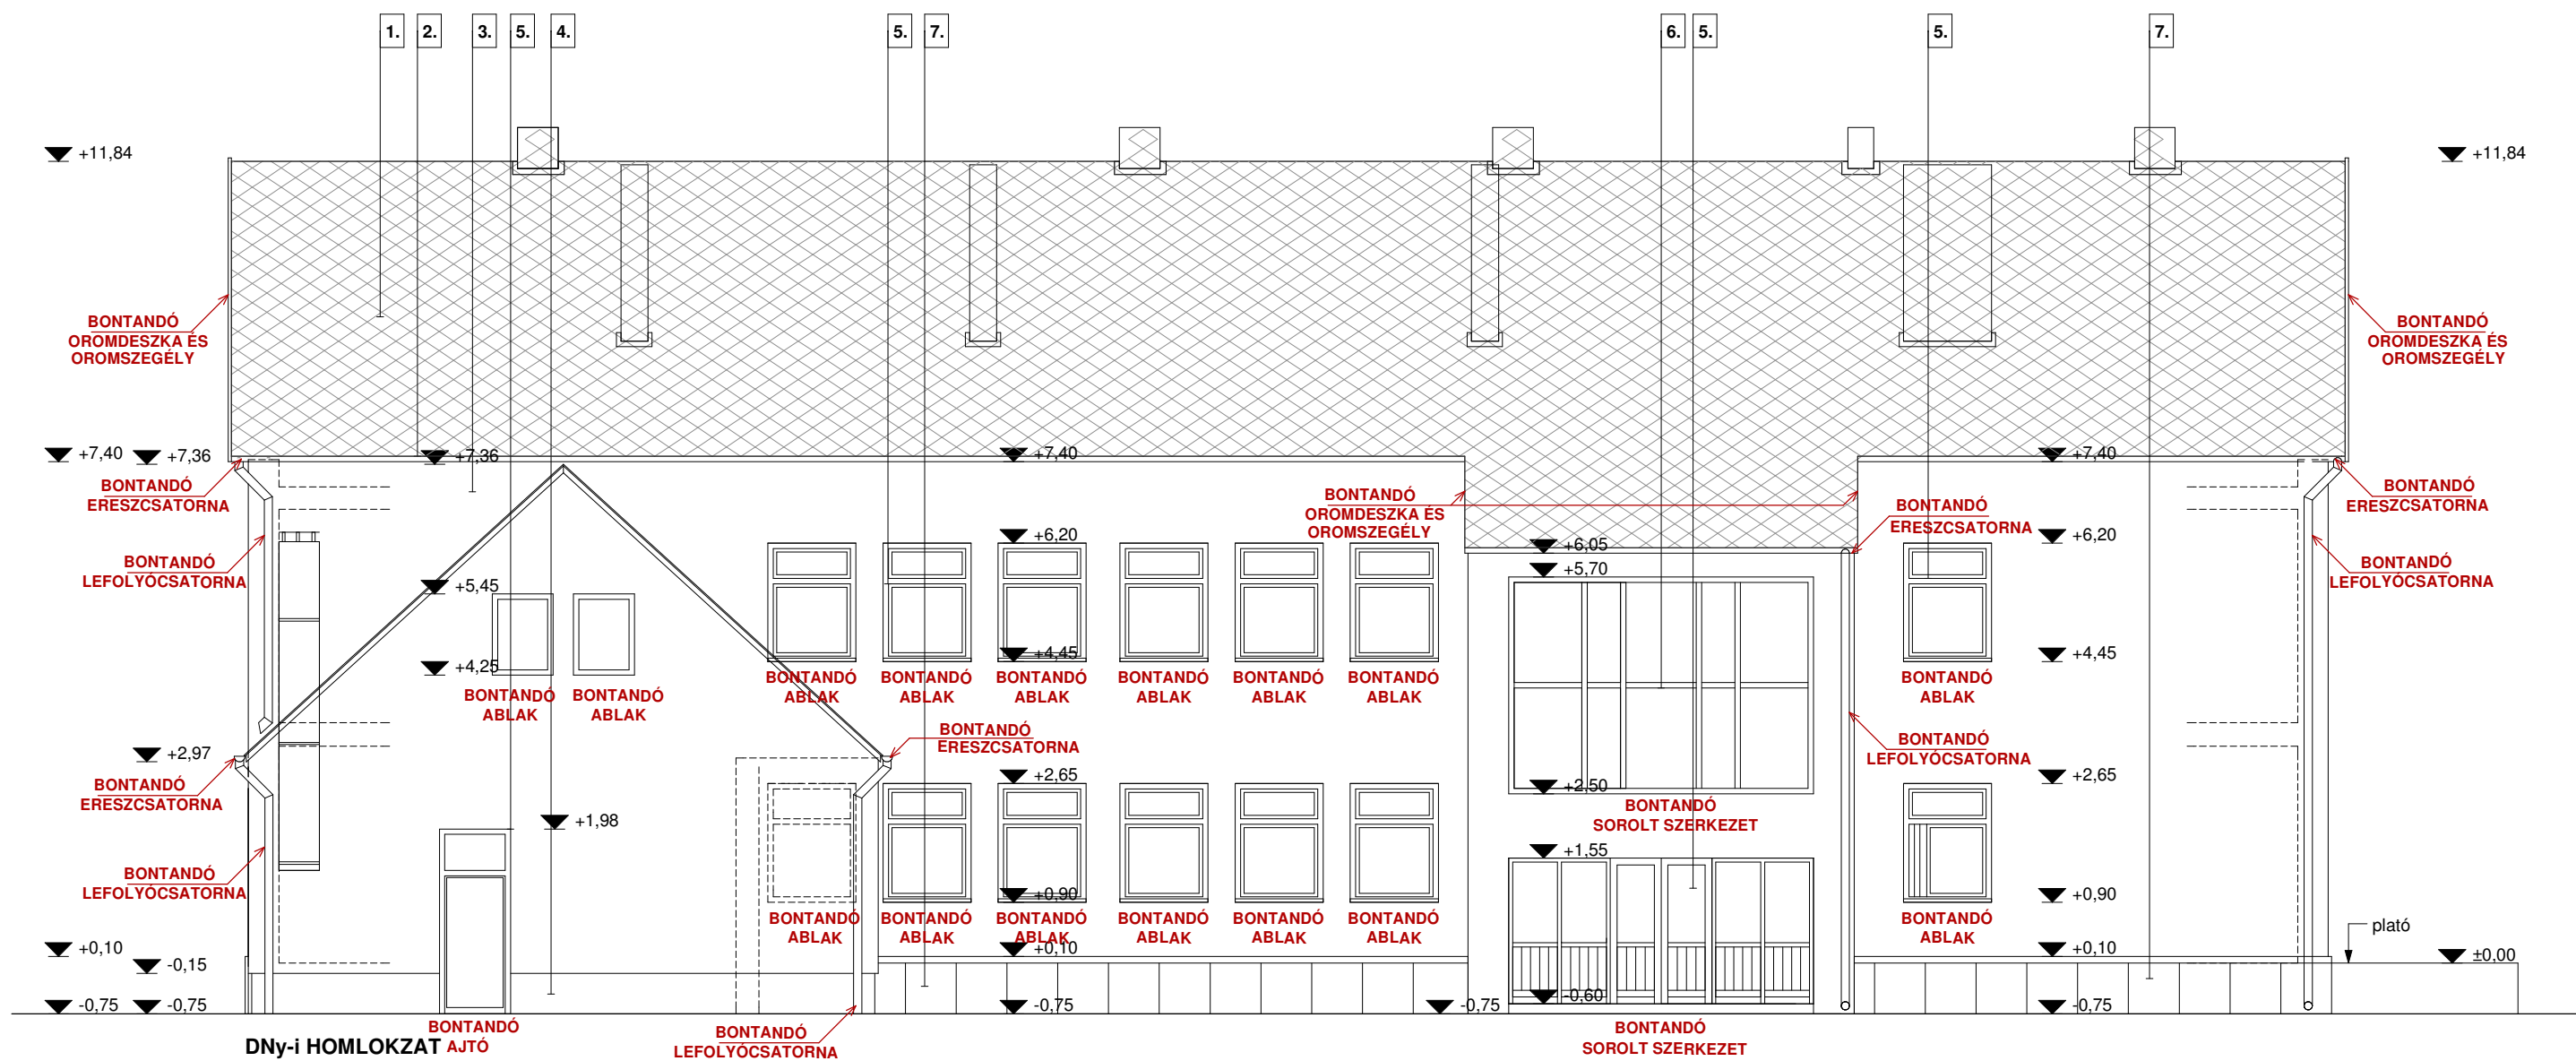 1. 2. 3. 5. 4. 5. 7. 6. 5. 5. 7.
+11,84 +11,84
BONTANDÓ
OROMDESZKA ÉS
OROMSZEGÉLY
BONTANDÓ
OROMDESZKA ÉS
OROMSZEGÉLY
+7,40 +7,36 +7,36 +7,40 +7,40
BONTANDÓ
ERESZCSATORNA
BONTANDÓ
OROMDESZKA ÉS
OROMSZEGÉLY
BONTANDÓ
ERESZCSATORNA
BONTANDÓ
ERESZCSATORNA
+6,20 +6,05 +6,20
+5,70
BONTANDÓ
LEFOLYÓCSATORNA
BONTANDÓ
LEFOLYÓCSATORNA
+5,45
+4,25 +4,45 +4,45
BONTANDÓ
ABLAK
BONTANDÓ
ABLAK
BONTANDÓ
ABLAK
BONTANDÓ
ABLAK
BONTANDÓ
ABLAK
BONTANDÓ
ABLAK
BONTANDÓ
ABLAK
BONTANDÓ
ABLAK
BONTANDÓ
ABLAK
+2,97
BONTANDÓ
ERESZCSATORNA
BONTANDÓ
LEFOLYÓCSATORNA
+2,65 +2,50 +2,65
BONTANDÓ
ERESZCSATORNA
BONTANDÓ
SOROLT SZERKEZET
+1,98
+1,55
BONTANDÓ
LEFOLYÓCSATORNA
+0,90 +0,90
BONTANDÓ
ABLAK
BONTANDÓ
ABLAK
BONTANDÓ
ABLAK
BONTANDÓ
ABLAK
BONTANDÓ
ABLAK
BONTANDÓ
ABLAK
BONTANDÓ
ABLAK
plató
+0,10 +0,10 +0,10 ±0,00
-0,15
-0,60
-0,75 -0,75 -0,75 -0,75 -0,75
BONTANDÓ
AJTÓ
BONTANDÓ
LEFOLYÓCSATORNA
BONTANDÓ
SOROLT SZERKEZET
DNy-i HOMLOKZAT